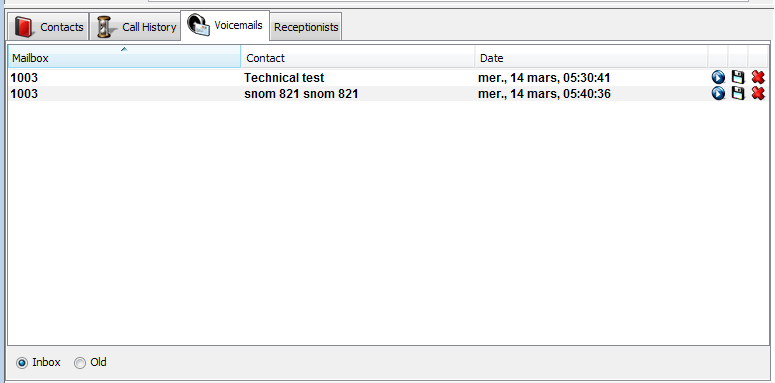 Contacts Call History Voicemails Receptionists
Mailbox Contact Date
1003 Technical test mer., 14 mars, 05:30:41
1003 snom 821 snom 821 mer., 14 mars, 05:40:36
Inbox Old